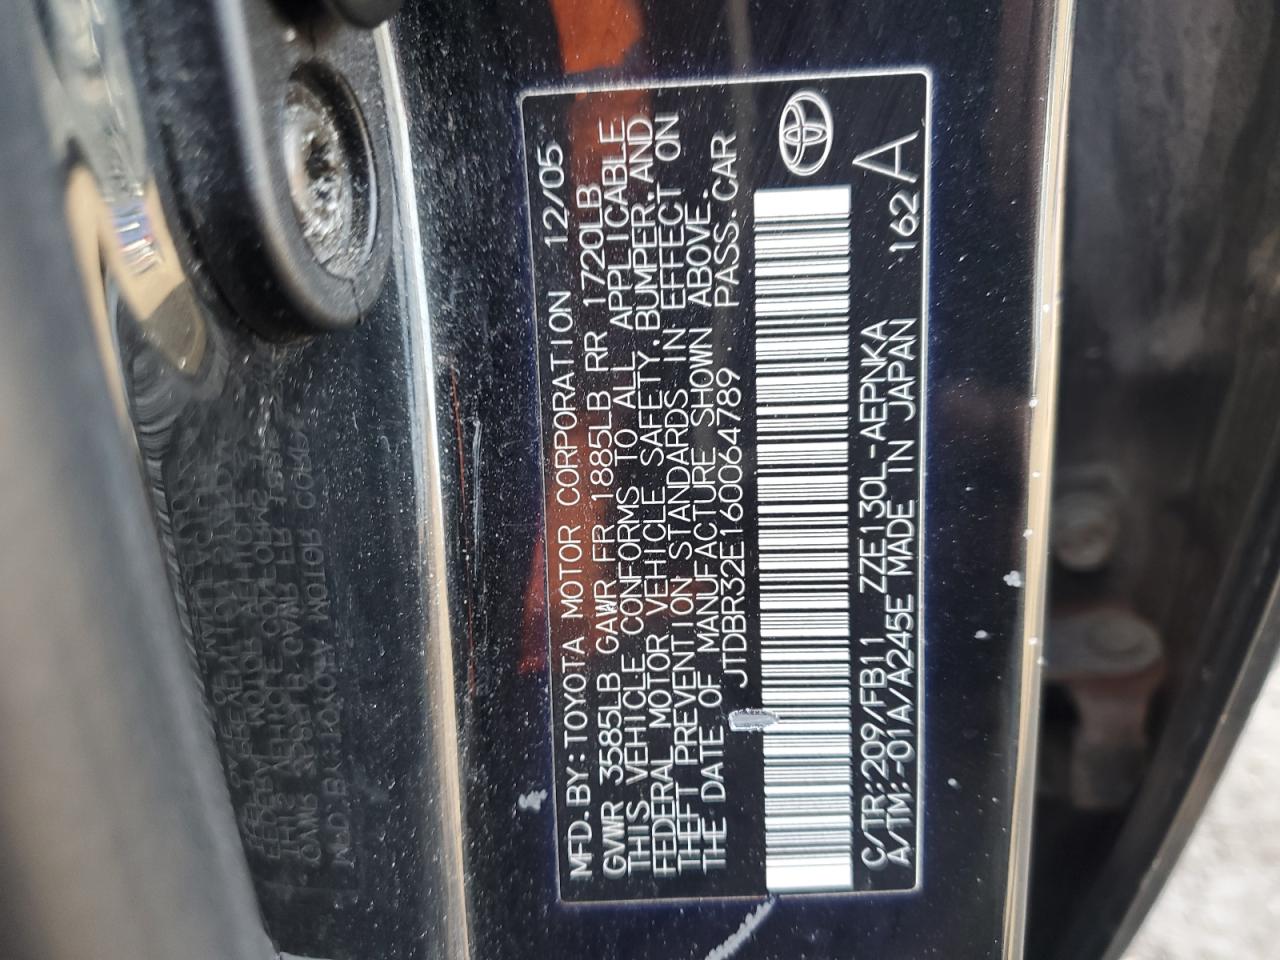 MFD.BY:TOYOTA MOTOR CORPORATION 12/05
GVWR 3585LB GAWR FR 1885LB RR 1720LB
THIS VEHICLE CONFORMS TO ALL APPLICABLE
FEDERAL MOTOR VEHICLE SAFETY,BUMPER,AND
THEFT PREVENTION STANDARDS IN EFFECT ON
THE DATE OF MANUFACTURE SHOWN ABOVE.
JTDBR32E160064789 PASS.CAR
C/TR:209/FB11 ZZE130L-AEPNKA 162A
A/TM:-01A/A245E MADE IN JAPAN